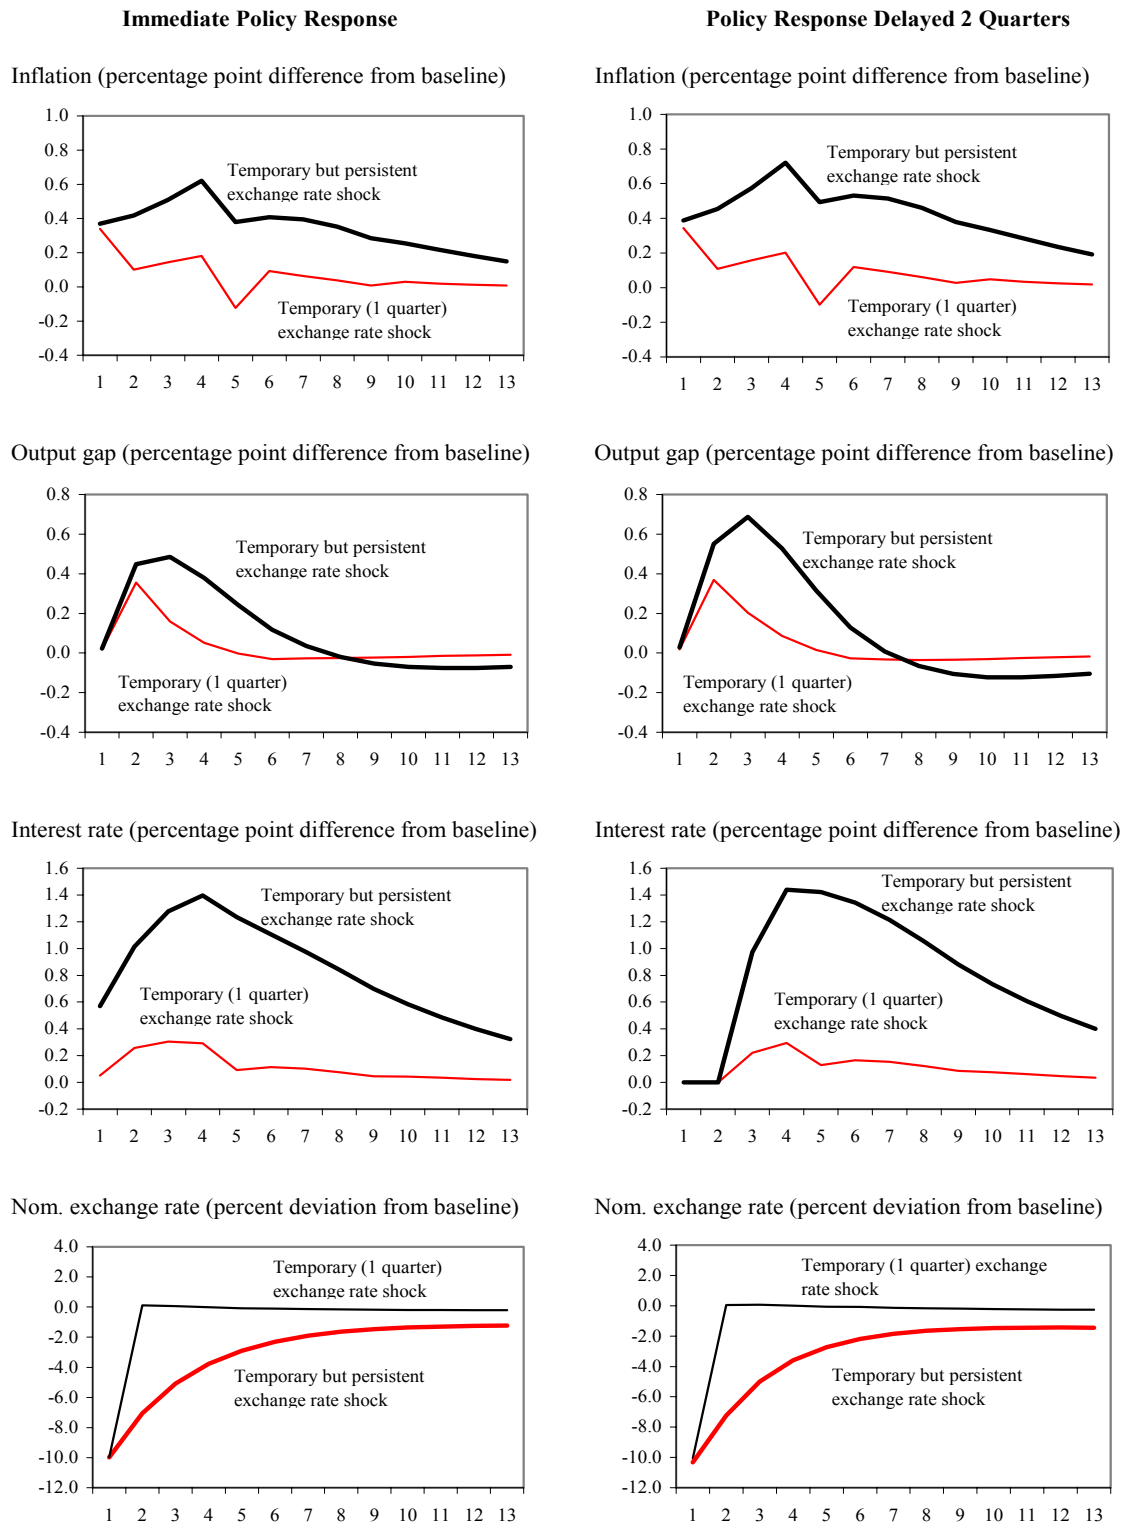 Immediate Policy Response
Policy Response Delayed 2 Quarters
Inflation (percentage point difference from baseline)
1.0
0.8
0.6
0.4
0.2
0.0
-0.2
-0.4
Temporary but persistent
exchange rate shock
Temporary (1 quarter)
exchange rate shock
1 2 3 4 5 6 7 8 9 10 11 12 13
Inflation (percentage point difference from baseline)
1.0
0.8
0.6
0.4
0.2
0.0
-0.2
-0.4
Temporary but persistent
exchange rate shock
Temporary (1 quarter)
exchange rate shock
1 2 3 4 5 6 7 8 9 10 11 12 13
Output gap (percentage point difference from baseline)
0.8
0.6
0.4
0.2
0.0
-0.2
-0.4
Temporary but persistent
exchange rate shock
Temporary (1 quarter)
exchange rate shock
1 2 3 4 5 6 7 8 9 10 11 12 13
Output gap (percentage point difference from baseline)
0.8
0.6
0.4
0.2
0.0
-0.2
-0.4
Temporary but persistent
exchange rate shock
Temporary (1 quarter)
exchange rate shock
1 2 3 4 5 6 7 8 9 10 11 12 13
Interest rate (percentage point difference from baseline)
1.6
1.4
1.2
1.0
0.8
0.6
0.4
0.2
0.0
-0.2
Temporary but persistent
exchange rate shock
Temporary (1 quarter)
exchange rate shock
1 2 3 4 5 6 7 8 9 10 11 12 13
Interest rate (percentage point difference from baseline)
1.6
1.4
1.2
1.0
0.8
0.6
0.4
0.2
0.0
-0.2
Temporary but persistent
exchange rate shock
Temporary (1 quarter)
exchange rate shock
1 2 3 4 5 6 7 8 9 10 11 12 13
Nom. exchange rate (percent deviation from baseline)
4.0
2.0
0.0
-2.0
-4.0
-6.0
-8.0
-10.0
-12.0
Temporary (1 quarter)
exchange rate shock
Temporary but persistent
exchange rate shock
1 2 3 4 5 6 7 8 9 10 11 12 13
Nom. exchange rate (percent deviation from baseline)
4.0
2.0
0.0
-2.0
-4.0
-6.0
-8.0
-10.0
-12.0
Temporary (1 quarter) exchange
rate shock
Temporary but persistent
exchange rate shock
1 2 3 4 5 6 7 8 9 10 11 12 13